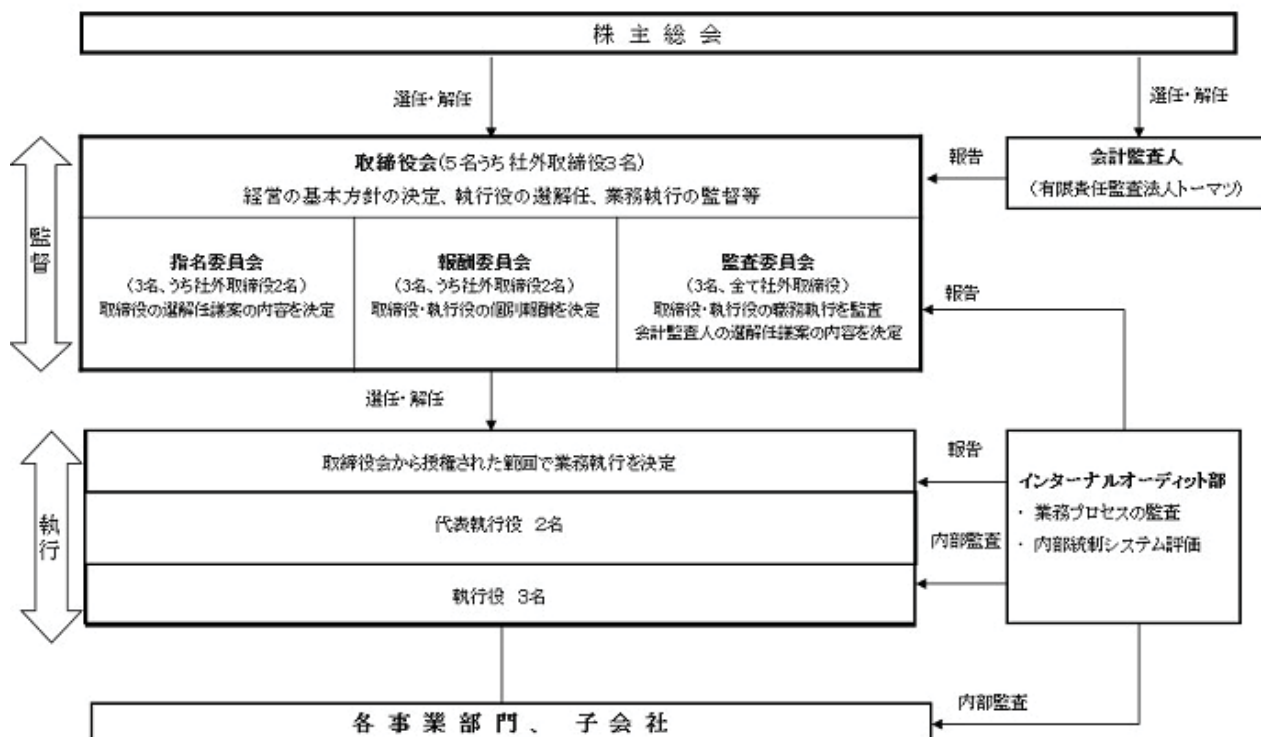 株主総会
選任・解任
選任・解任
監督
取締役会(5名うち社外取締役3名)
経営の基本方針の決定、執行役の選解任、業務執行の監督等
報告
会計監査人
(有限責任監査法人トーマツ)
指名委員会
(3名、うち社外取締役2名)
取締役の選解任議案の内容を決定
報酬委員会
(3名、うち社外取締役2名)
取締役・執行役の個別報酬を決定
監査委員会
(3名、全て社外取締役)
取締役・執行役の職務執行を監査
会計監査人の選解任議案の内容を決定
報告
選任・解任
執行
取締役会から授権された範囲で業務執行を決定
代表執行役 2名
執行役 3名
報告
内部監査
インターナルオーディット部
・ 業務プロセスの監査
・ 内部統制システム評価
内部監査
各事業部門、子会社